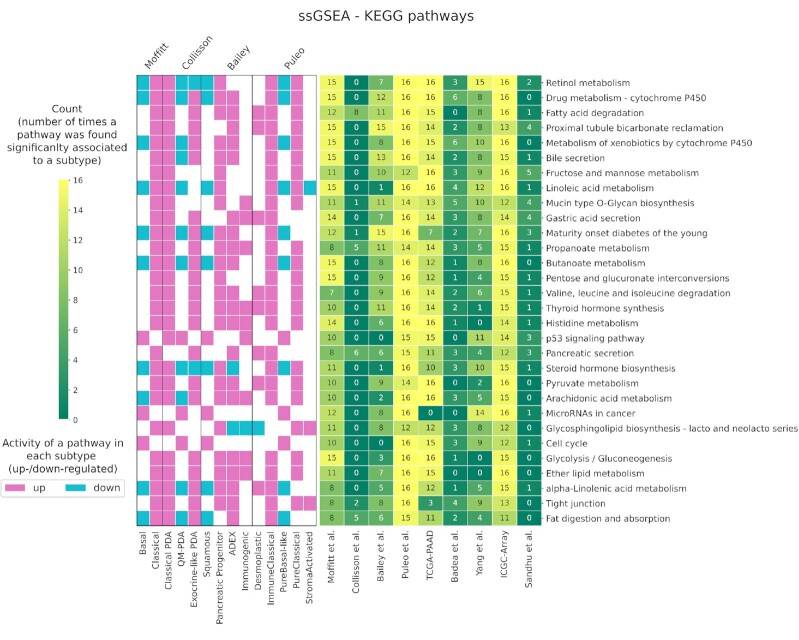 ssGSEA - KEGG pathways
Moffitt
Collisson
Bailey
Puleo
Count
(number of times a
pathway was found
significanlty associated
to a subtype)
16
14
12
10
8
6
4
2
0
Activity of a pathway in
each subtype
(up-/down-regulated)
up down
15 0 7 16 16 3 15 16 2 Retinol metabolism
15 0 12 16 16 6 8 16 0 Drug metabolism - cytochrome P450
12 8 11 16 15 0 8 16 1 Fatty acid degradation
15 0 15 16 14 2 8 13 4 Proximal tubule bicarbonate reclamation
15 0 8 16 15 6 10 16 0 Metabolism of xenobiotics by cytochrome P450
15 0 13 16 14 2 8 15 1 Bile secretion
11 0 10 12 16 3 9 16 5 Fructose and mannose metabolism
15 0 1 16 16 4 12 16 1 Linoleic acid metabolism
11 1 11 14 13 5 10 12 4 Mucin type O-Glycan biosynthesis
14 0 7 16 14 3 8 14 4 Gastric acid secretion
12 1 15 16 7 2 7 16 3 Maturity onset diabetes of the young
8 5 11 14 14 3 5 15 1 Propanoate metabolism
15 0 8 16 12 1 8 16 0 Butanoate metabolism
15 0 9 16 12 1 4 15 1 Pentose and glucuronate interconversions
7 0 9 16 14 2 6 15 1 Valine, leucine and isoleucine degradation
10 0 11 16 14 2 1 15 1 Thyroid hormone synthesis
14 0 6 16 16 1 0 14 1 Histidine metabolism
10 0 0 15 15 0 11 14 3 p53 signaling pathway
8 6 6 15 11 3 4 12 3 Pancreatic secretion
11 0 1 16 10 3 10 15 1 Steroid hormone biosynthesis
10 0 9 14 16 0 2 16 0 Pyruvate metabolism
10 0 2 16 16 3 6 15 0 Arachidonic acid metabolism
12 0 8 16 0 0 14 16 1 MicroRNAs in cancer
11 0 8 12 12 3 8 12 0 Glycosphingolipid biosynthesis - lacto and neolacto series
10 0 0 16 15 3 9 12 1 Cell cycle
15 0 3 16 16 1 0 15 0 Glycolysis / Gluconeogenesis
11 0 7 16 15 0 0 16 0 Ether lipid metabolism
8 0 5 16 12 1 5 15 1 alpha-Linolenic acid metabolism
8 2 8 16 3 4 9 13 0 Tight junction
8 5 6 15 11 2 4 11 0 Fat digestion and absorption
Basal
Classical
Classical PDA
QM-PDA
Exocrine-like PDA
Squamous
Pancreatic Progenitor
ADEX
Immunogenic
Desmoplastic
ImmuneClassical
PureBasal-like
PureClassical
StromaActivated
Moffitt et al.
Collisson et al.
Bailey et al.
Puleo et al.
TCGA-PAAD
Badea et al.
Yang et al.
ICGC-Array
Sandhu et al.